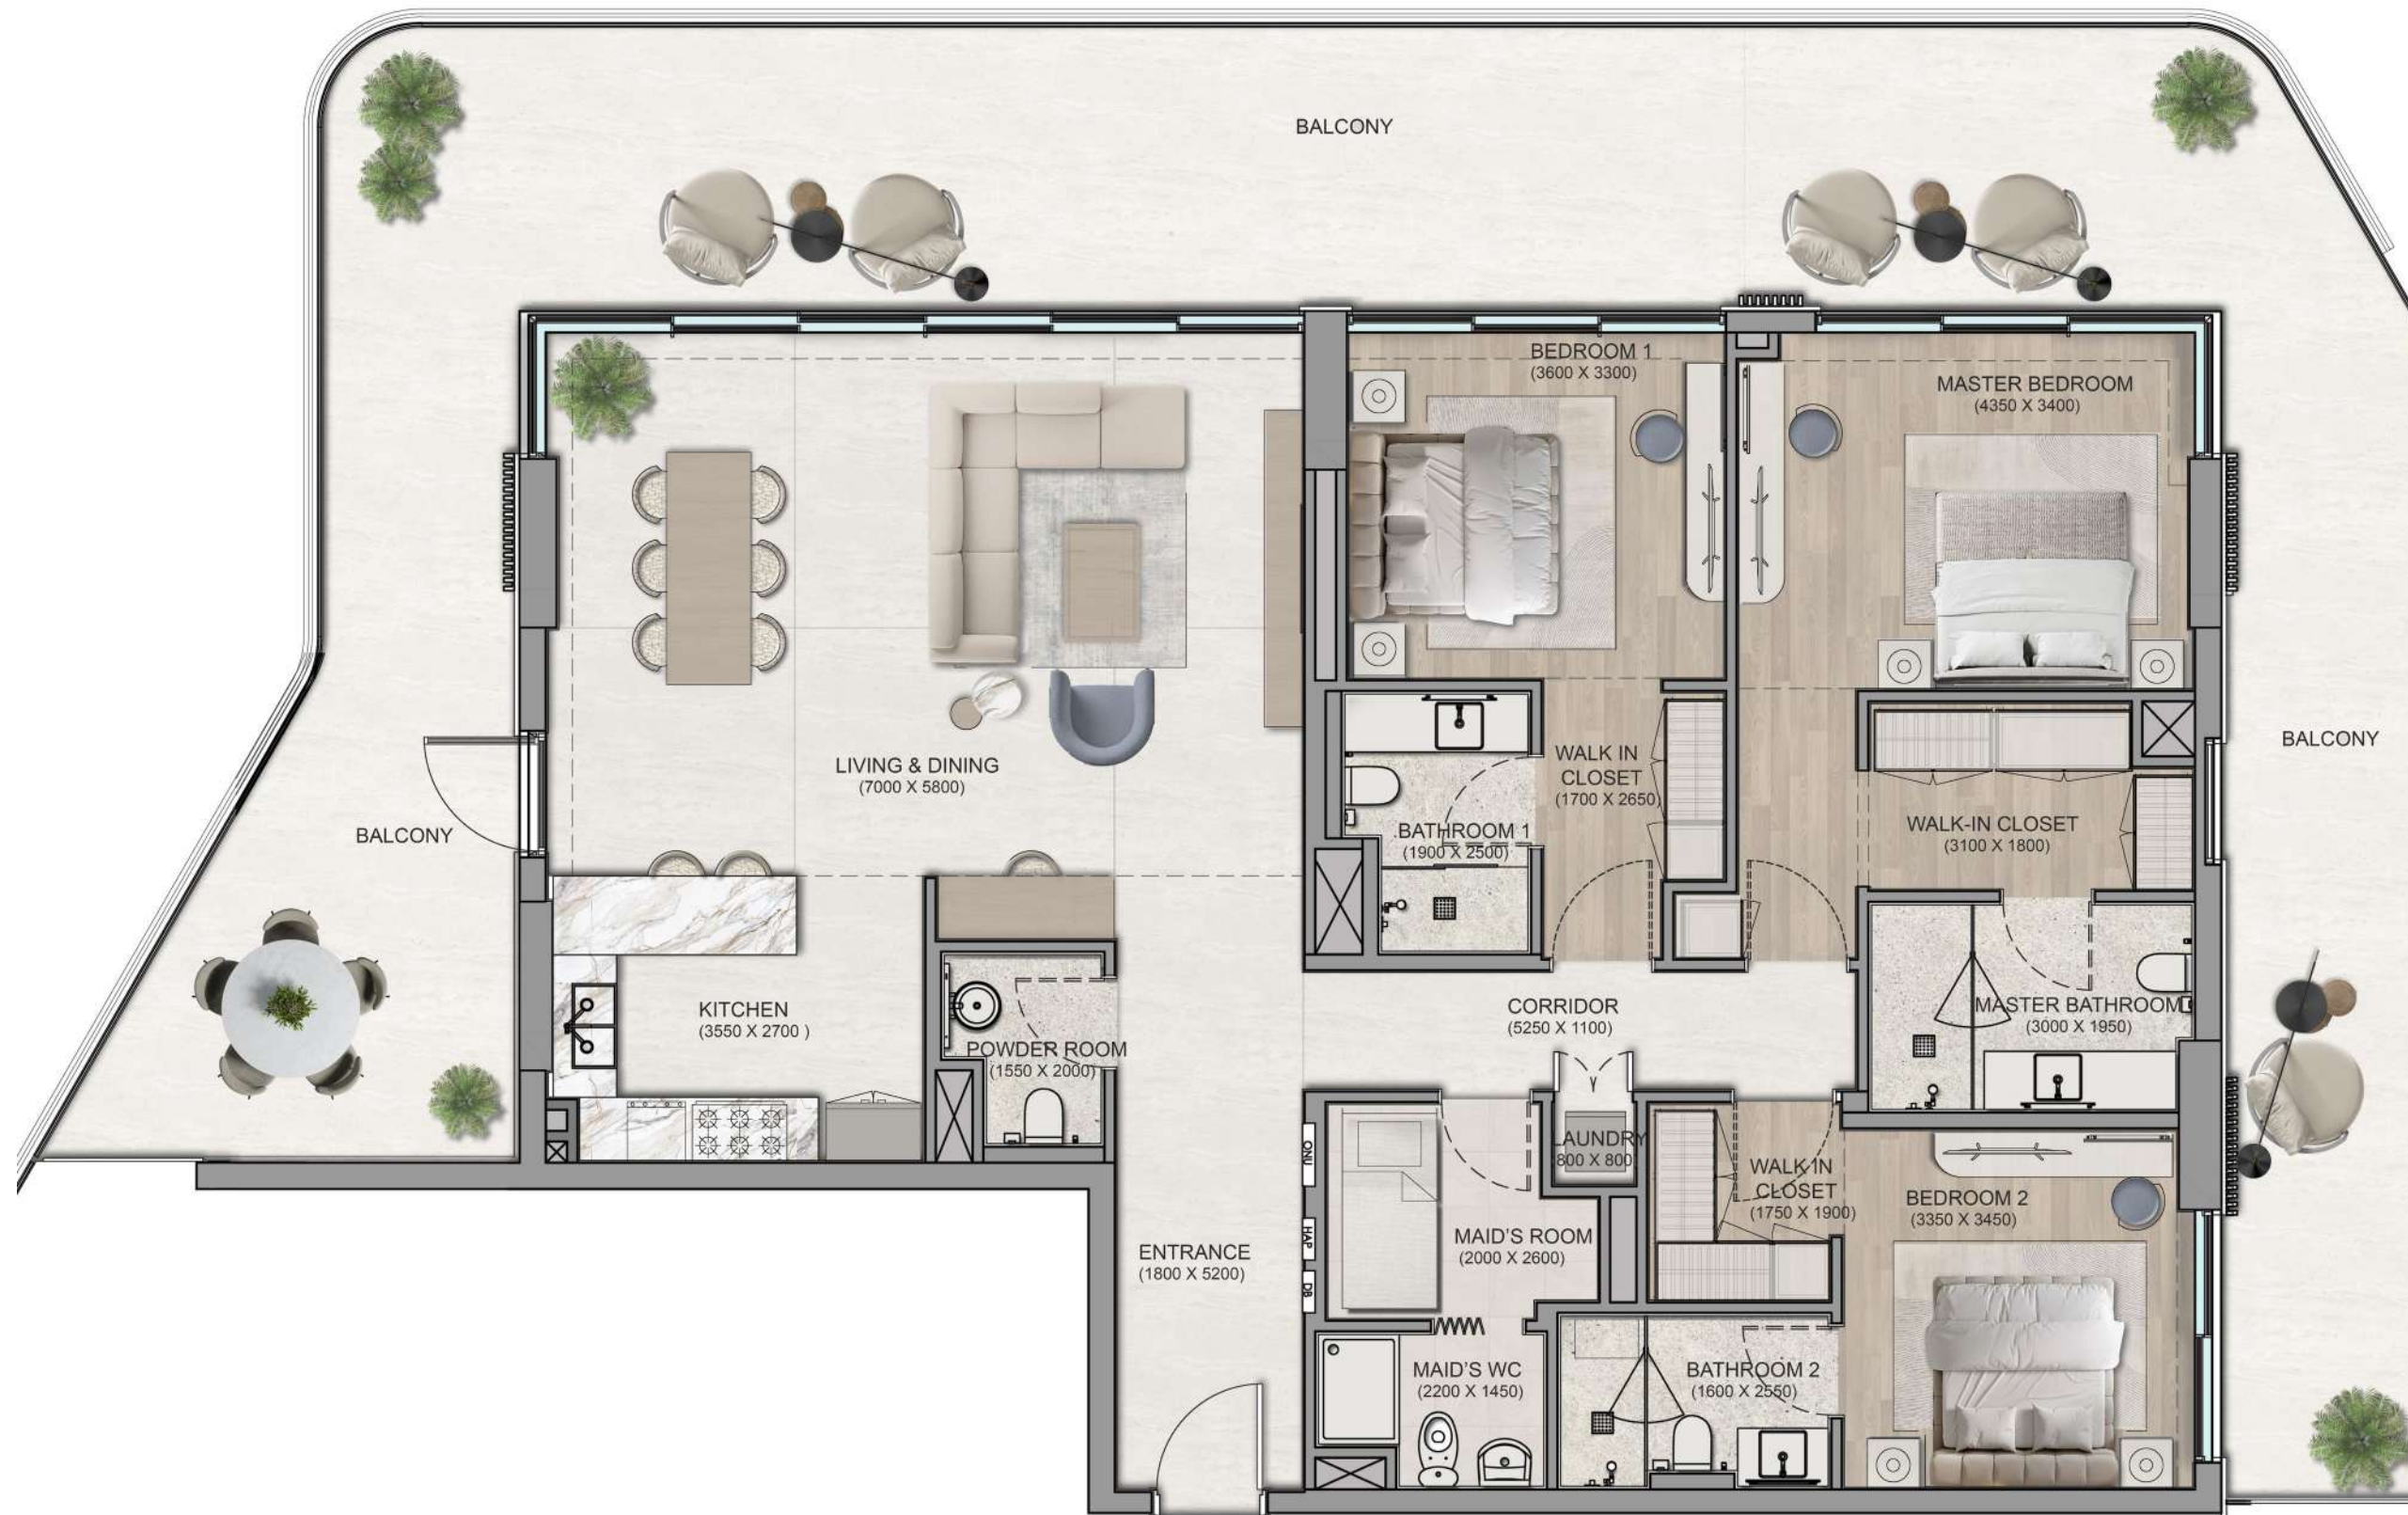 BALCONY
BEDROOM 1
(3600 X 3300)
MASTER BEDROOM
(4350 X 3400)
LIVING & DINING
(7000 X 5800)
WALK IN
CLOSET
(1700 X 2650)
BALCONY
BALCONY
BATHROOM 1
(1900 X 2500)
WALK-IN CLOSET
(3100 X 1800)
KITCHEN
(3550 X 2700 )
POWDER ROOM
(1550 X 2000)
CORRIDOR
(5250 X 1100)
MASTER BATHROOM
(3000 X 1950)
ONU
LAUNDRY
800 X 800
WALK IN
CLOSET
(1750 X 1900)
BEDROOM 2
(3350 X 3450)
HAP
MAID'S ROOM
(2000 X 2600)
ENTRANCE
(1800 X 5200)
DB
MAID'S WC
(2200 X 1450)
BATHROOM 2
(1600 X 2550)